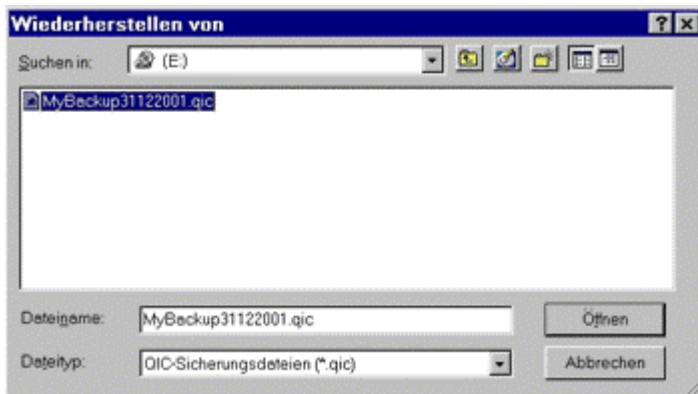 Wiederherstellen von
Suchen in: (E:)
MyBackup31122001.qic
Dateiname: MyBackup31122001.qic Öffnen
Dateityp: QIC-Sicherungsdateien (*.qic) Abbrechen